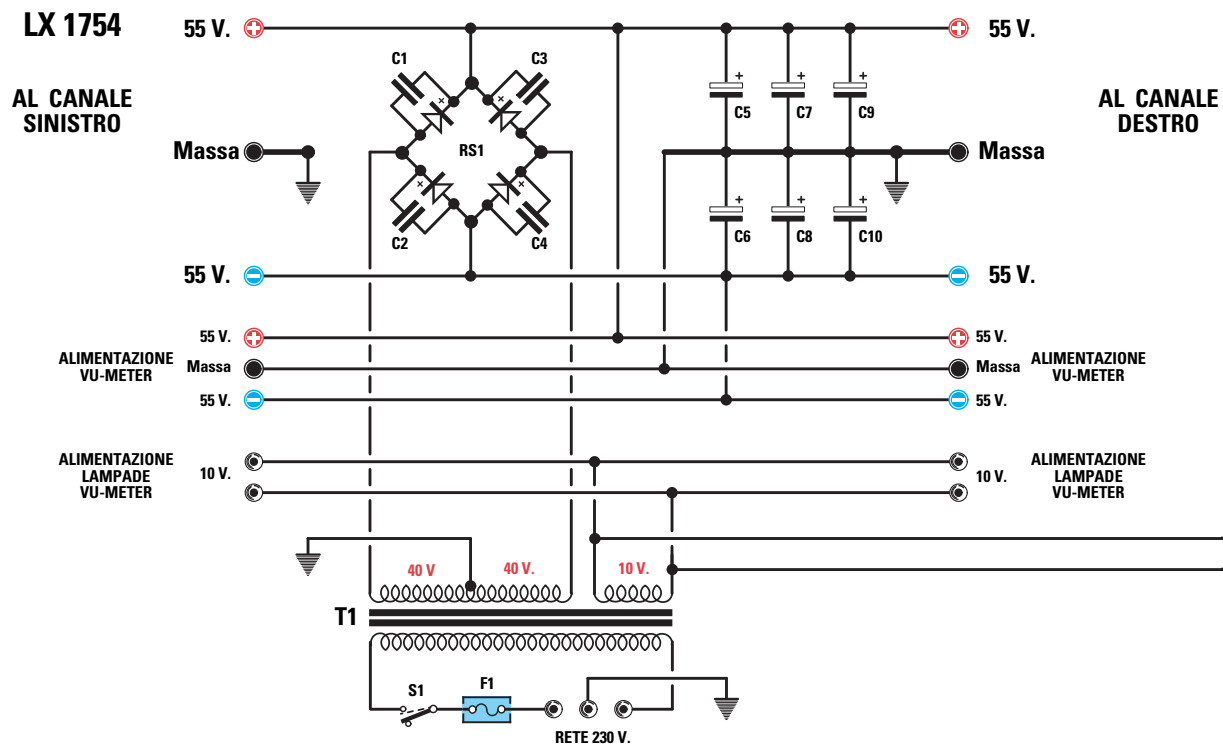 LX 1754
55 V.
55 V.
C1
C3
AL CANALE
SINISTRO
AL CANALE
DESTRO
+
+
+
C5
C7
C9
RS1
Massa
Massa
C2
C4
+
+
+
C6
C8
C10
55 V.
55 V.
55 V.
55 V.
ALIMENTAZIONE
VU-METER
Massa
Massa
ALIMENTAZIONE
VU-METER
55 V.
55 V.
ALIMENTAZIONE
LAMPADE
VU-METER
10 V.
10 V.
ALIMENTAZIONE
LAMPADE
VU-METER
40 V
40 V.
10 V.
T1
S1
F1
RETE 230 V.